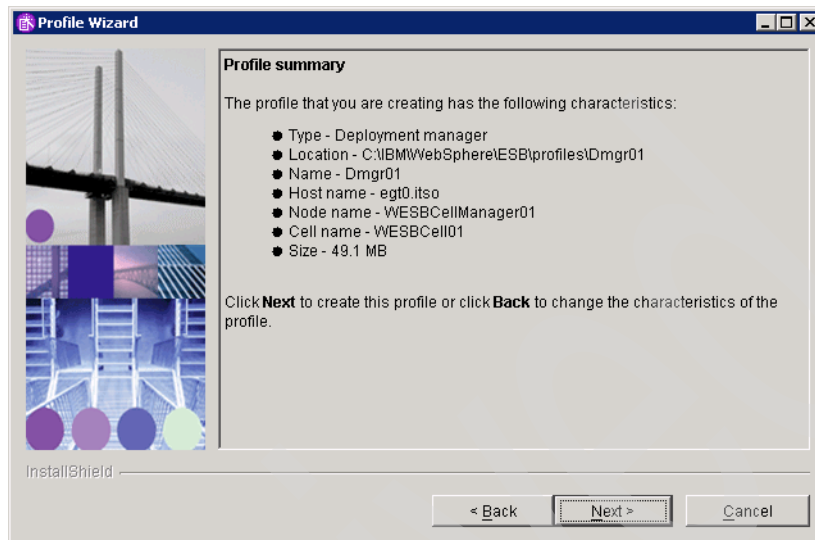 Profile Wizard
Profile summary
The profile that you are creating has the following characteristics:
Type - Deployment manager
Location - C:\IBM\WebSphere\ESB\profiles\Dmgr01
Name - Dmgr01
Host name - egt0.itso
Node name - WESBCellManager01
Cell name - WESBCell01
Size - 49.1 MB
Click Next to create this profile or click Back to change the characteristics of the
profile.
InstallShield
< Back
Next >
Cancel